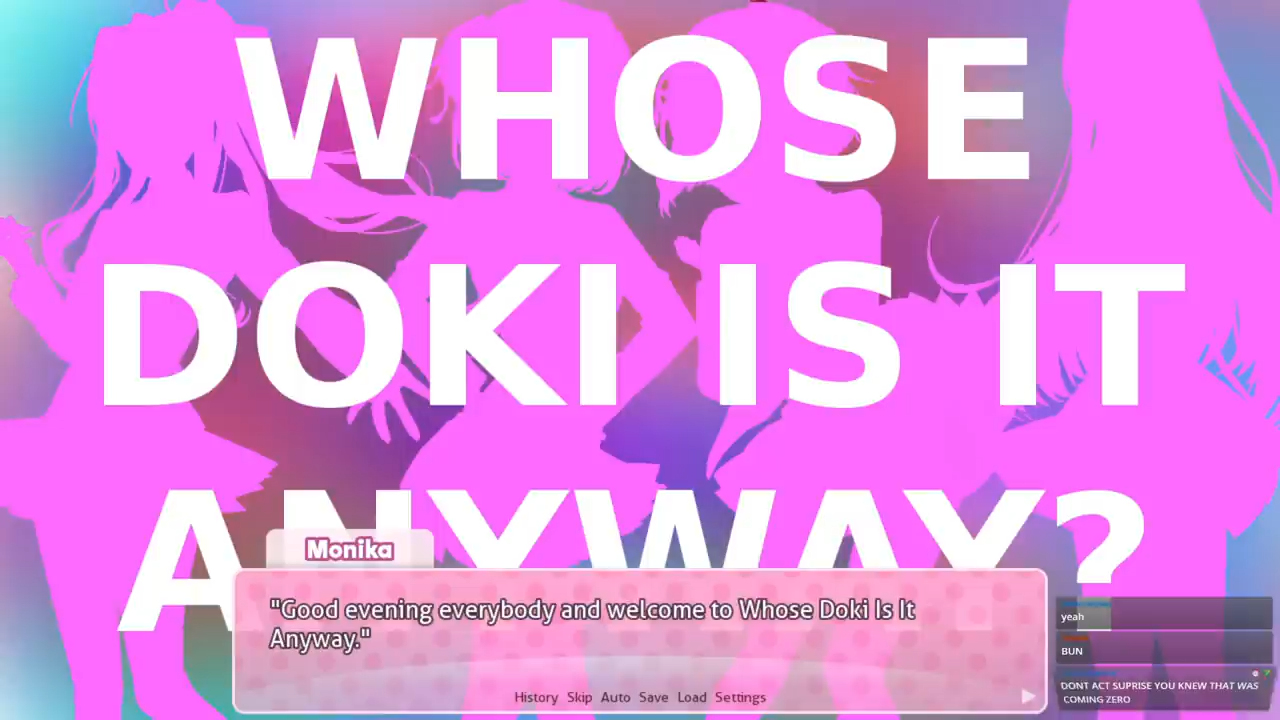 WHOSE
DOKI IS IT
ANYWAY?
Monika
"Good evening everybody and welcome to Whose Doki Is It
Anyway."
History Skip Auto Save Load Settings
yeah
BUN
DONT ACT SUPRISE YOU KNEW THAT WAS
COMING ZERO